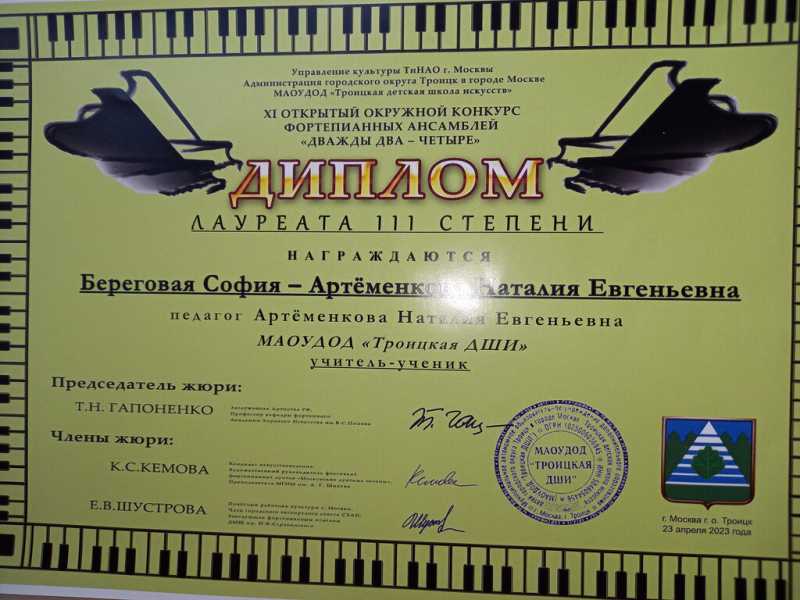 Управление культуры ТиНАО г. Москвы
Администрация городского округа Троицк в городе Москве
МАОУДОД «Троицкая детская школа искусств»
XI ОТКРЫТЫЙ ОКРУЖНОЙ КОНКУРС
ФОРТЕПИАННЫХ АНСАМБЛЕЙ
«ДВАЖДЫ ДВА – ЧЕТЫРЕ»
ДИПЛОМ
ЛАУРЕАТА III СТЕПЕНИ
НАГРАЖДАЮТСЯ
Береговая София – Артёменкова Наталия Евгеньевна
педагог Артёменкова Наталия Евгеньевна
МАОУДОД «Троицкая ДШИ»
учитель-ученик
Председатель жюри:
Т.Н. ГАПОНЕНКО
Члены жюри:
К.С.КЕМОВА
Е.В.ШУСТРОВА
МАОУДОД
"ТРОИЦКАЯ
ДШИ"
г. Москва г. о. Троицк
23 апреля 2023 года